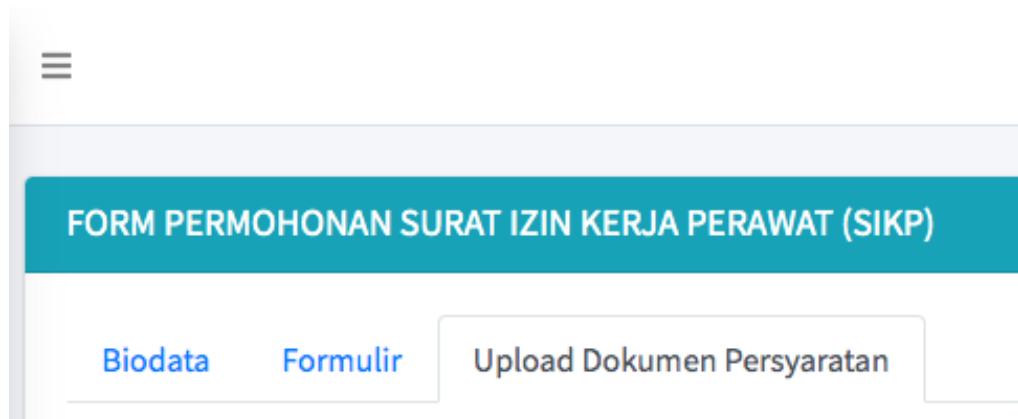 FORM PERMOHONAN SURAT IZIN KERJA PERAWAT (SIKP)
Biodata Formulir Upload Dokumen Persyaratan